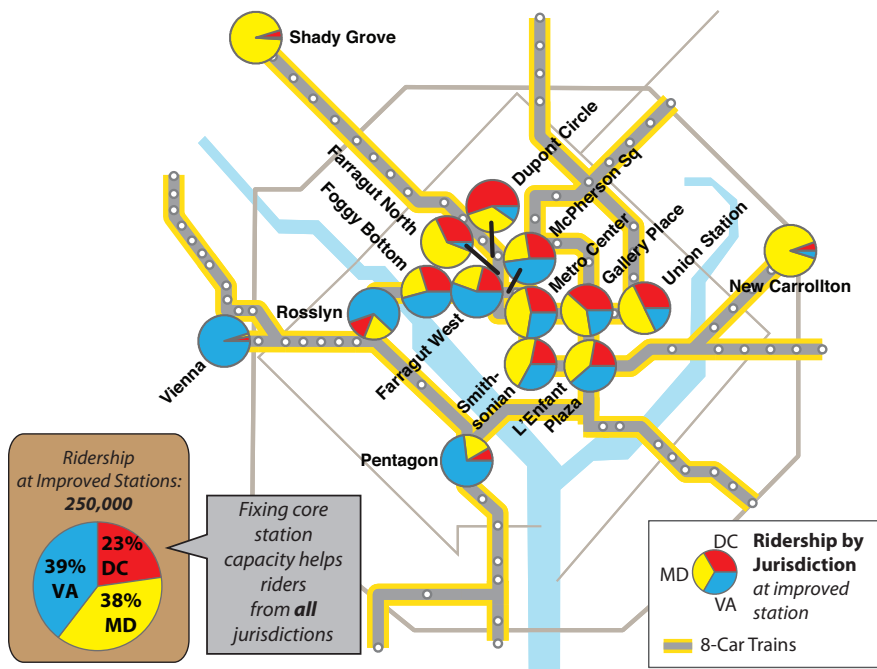 Shady Grove
Dupont Circle
Farragut North
McPherson Sq
Foggy Bottom
Metro Center
Gallery Place
Union Station
New Carrollton
Rosslyn
Farragut West
Vienna
Smith-
sonian
L'Enfant
Plaza
Pentagon
Ridership
at Improved Stations:
250,000
39%
VA
23%
DC
38%
MD
Fixing core
station
capacity helps
riders
from all
jurisdictions
DC
MD
VA
Ridership by
Jurisdiction
at improved
station
8-Car Trains